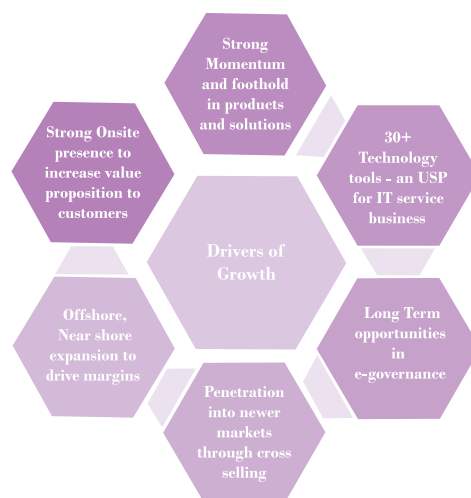 Strong
Momentum
and foothold
in products
and solutions
30+
Technology
tools - an USP
for IT service
business
Long Term
opportunities
in
e-governance
Penetration
into newer
markets
through cross
selling
Offshore,
Near shore
expansion to
drive margins
Strong Onsite
presence to
increase value
proposition to
customers
Drivers of
Growth